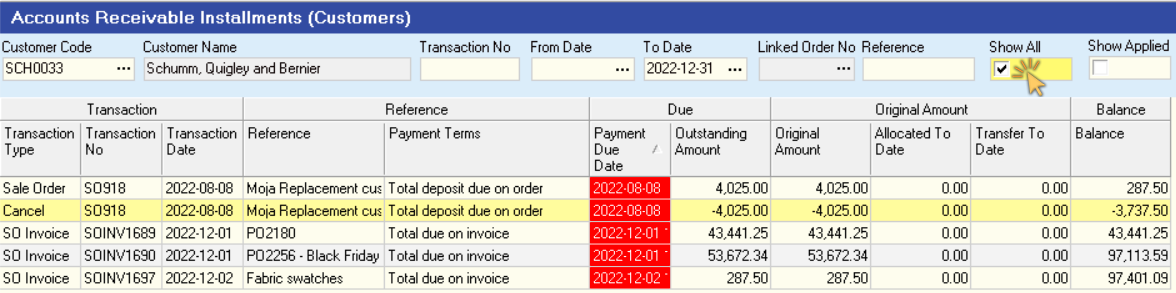 Accounts Receivable Installments (Customers)
Customer Code Customer Name Transaction No From Date To Date Linked Order No Reference Show All Show Applied
SCH0033 ... Schumm, Quigley and Bernier ... 2022-12-31 ... ...
Transaction Reference Due Original Amount Balance
Transaction Type Transaction No Transaction Date Reference Payment Terms Payment Due Date Outstanding Amount Original Amount Allocated To Date Transfer To Date Balance
Sale Order SO918 2022-08-08 Moja Replacement cus Total deposit due on order 2022-08-08 4,025.00 4,025.00 0.00 0.00 287.50
Cancel SO918 2022-08-08 Moja Replacement cus Total deposit due on order 2022-08-08 -4,025.00 -4,025.00 0.00 0.00 -3,737.50
SO Invoice SOINV1689 2022-12-01 PO2180 Total due on invoice 2022-12-01 43,441.25 43,441.25 0.00 0.00 43,441.25
SO Invoice SOINV1690 2022-12-01 PO2256 - Black Friday Total due on invoice 2022-12-01 53,672.34 53,672.34 0.00 0.00 97,113.59
SO Invoice SOINV1697 2022-12-02 Fabric swatches Total due on invoice 2022-12-02 287.50 287.50 0.00 0.00 97,401.09